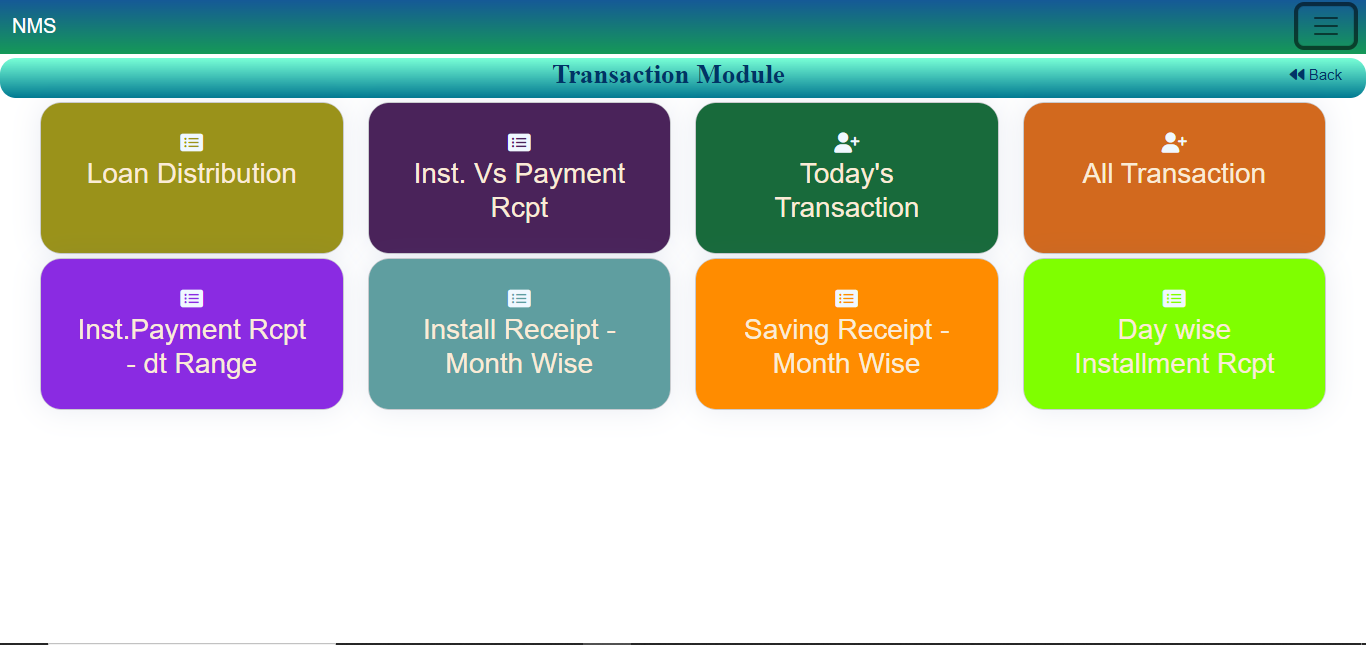 NMS
Transaction Module
Back
Loan Distribution
Inst. Vs Payment
Rcpt
Today's
Transaction
All Transaction
Inst.Payment Rcpt
- dt Range
Install Receipt -
Month Wise
Saving Receipt -
Month Wise
Day wise
Installment Rcpt